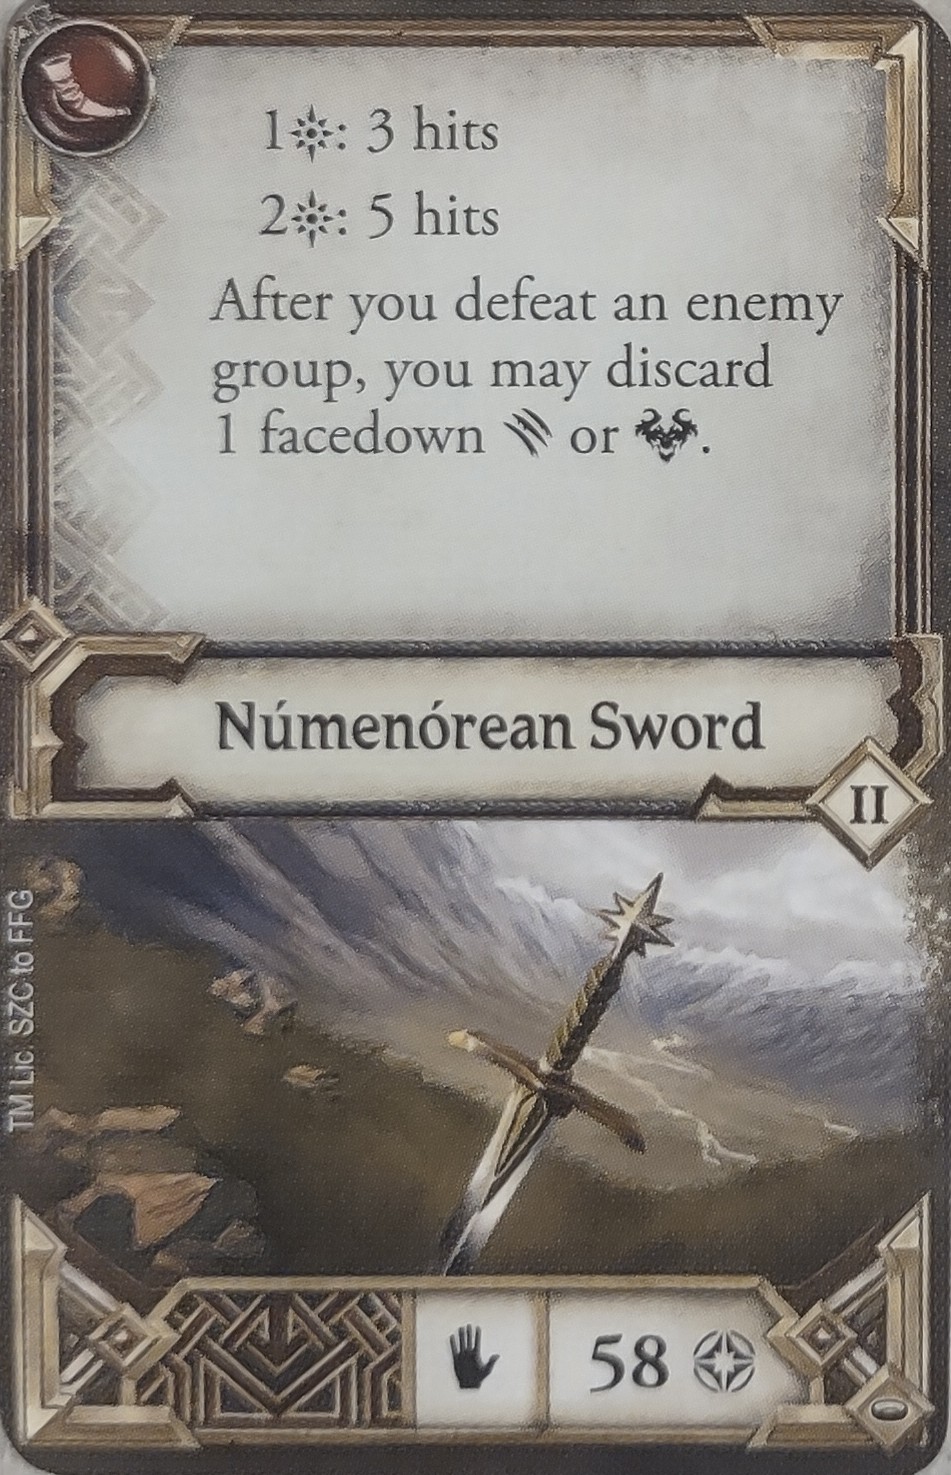 1: 3 hits
2: 5 hits
After you defeat an enemy
group, you may discard
1 facedown or .
Númenórean Sword
II
TM Lic. SZC to FFG
58